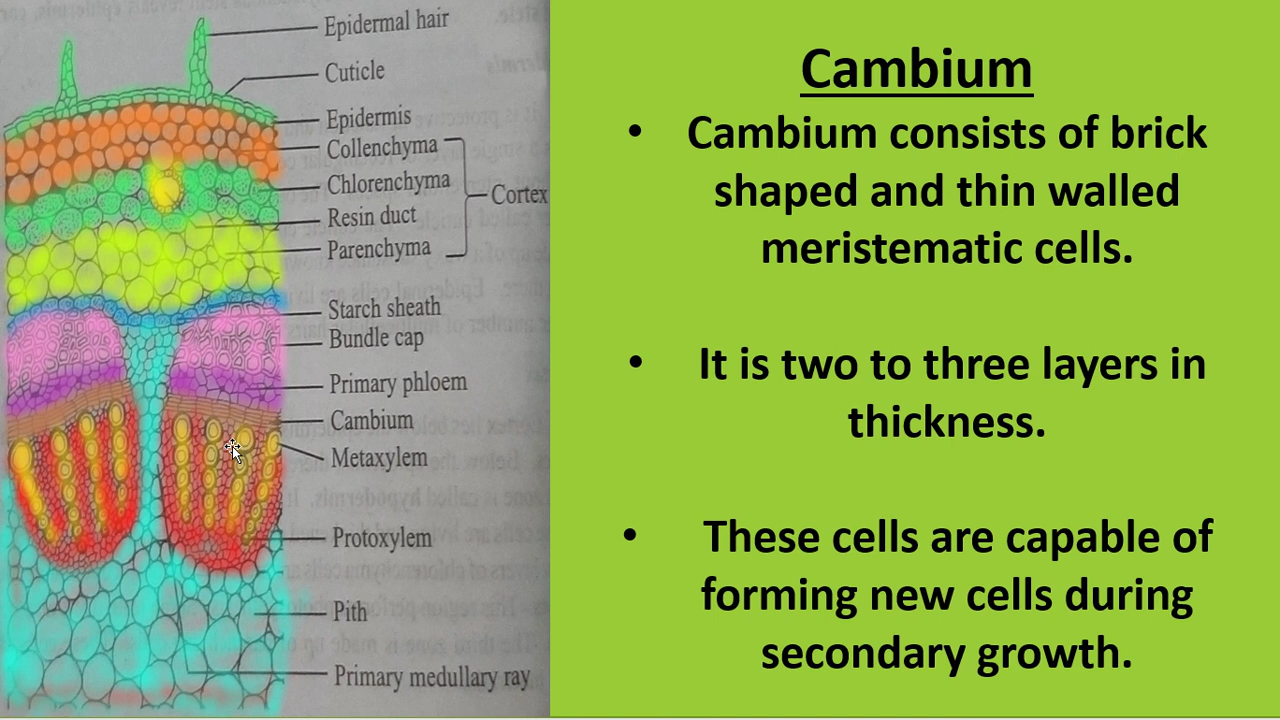 Epidermal hair
Cuticle
Epidermis
Collenchyma
Chlorenchyma
Cortex
Resin duct
Parenchyma
Starch sheath
Bundle cap
Primary phloem
Cambium
Metaxylem
Protoxylem
Pith
Primary medullary ray
Cambium
• Cambium consists of brick
shaped and thin walled
meristematic cells.
• It is two to three layers in
thickness.
• These cells are capable of
forming new cells during
secondary growth.